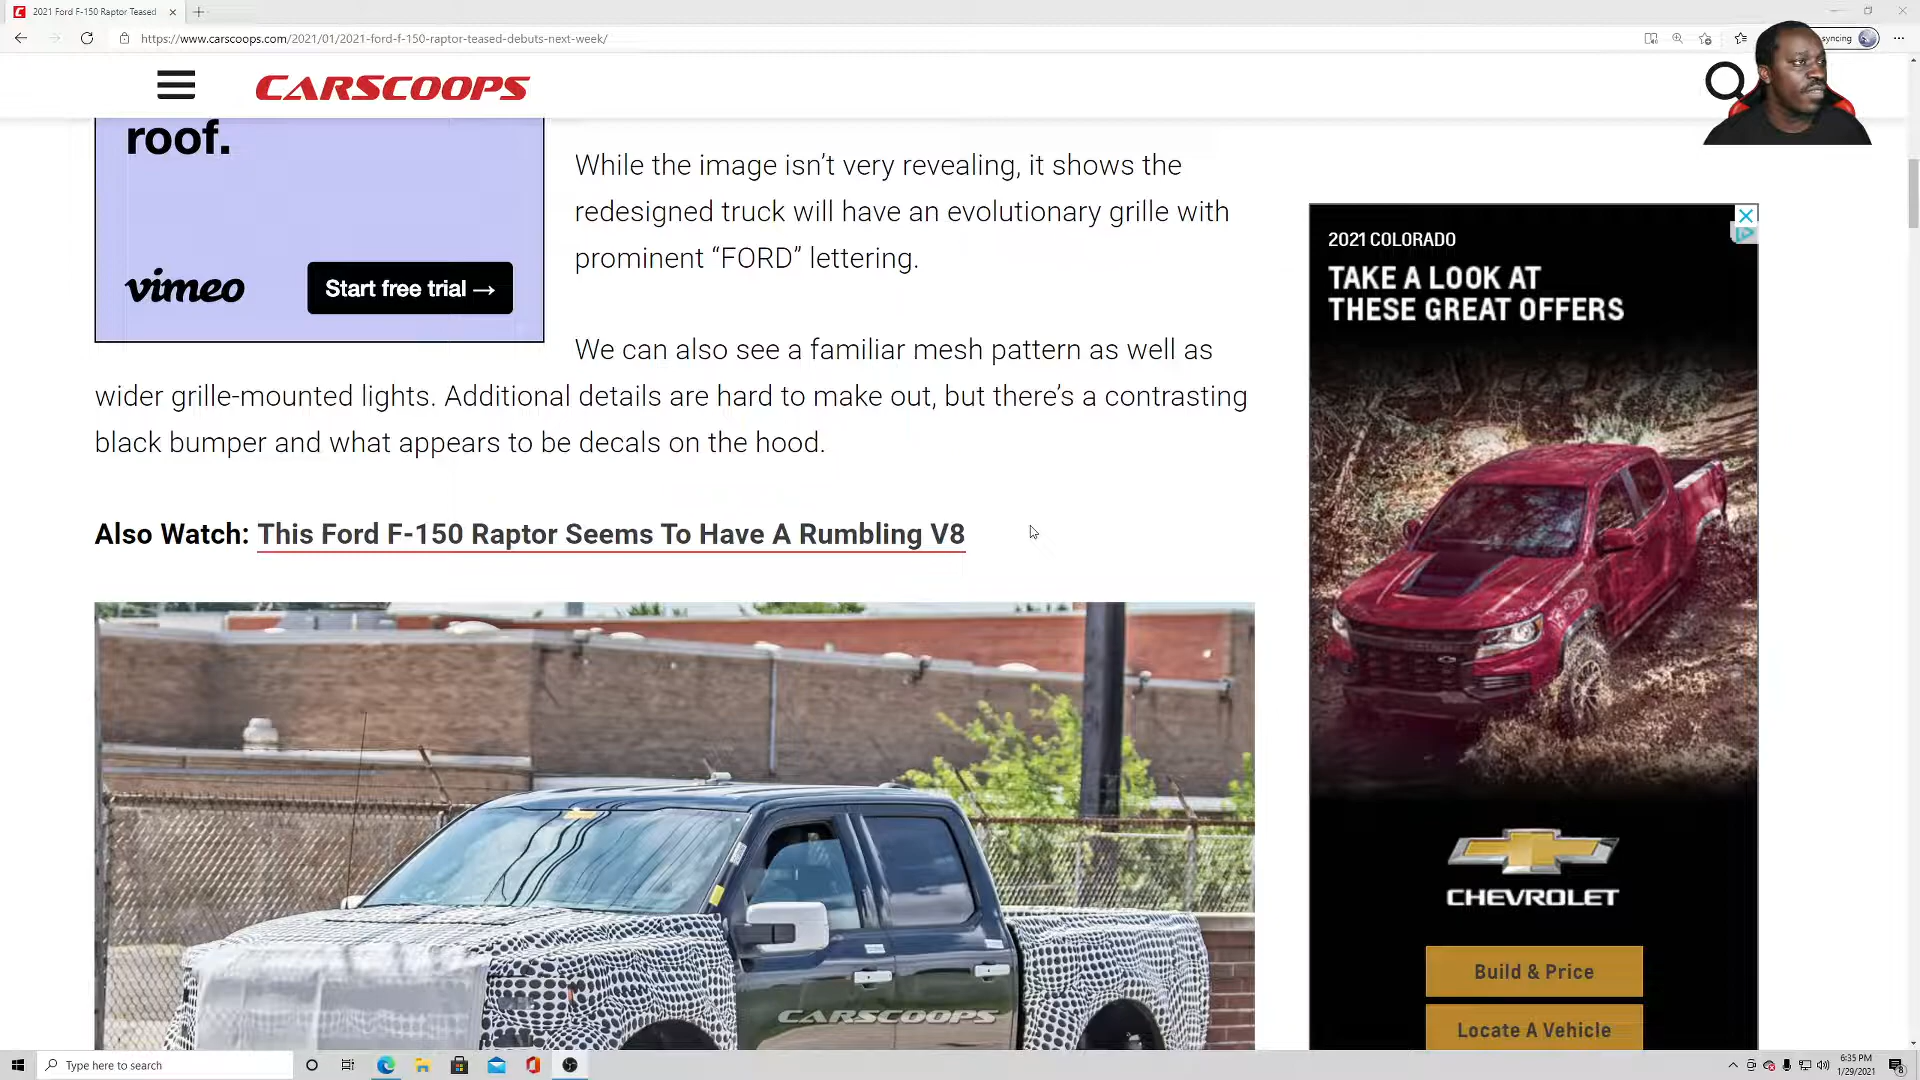 2021 Ford F-150 Raptor Teased
https://www.carscoops.com/2021/01/2021-ford-f-150-raptor-teased-debuts-next-week/
syncing
CARSCOOPS
roof.
vimeo
Start free trial →
While the image isn’t very revealing, it shows the
redesigned truck will have an evolutionary grille with
prominent “FORD” lettering.
We can also see a familiar mesh pattern as well as
wider grille-mounted lights. Additional details are hard to make out, but there’s a contrasting
black bumper and what appears to be decals on the hood.
Also Watch: This Ford F-150 Raptor Seems To Have A Rumbling V8
CARSCOOPS
2021 COLORADO
TAKE A LOOK AT
THESE GREAT OFFERS
CHEVROLET
Build & Price
Locate A Vehicle
Type here to search
6:35 PM
1/29/2021